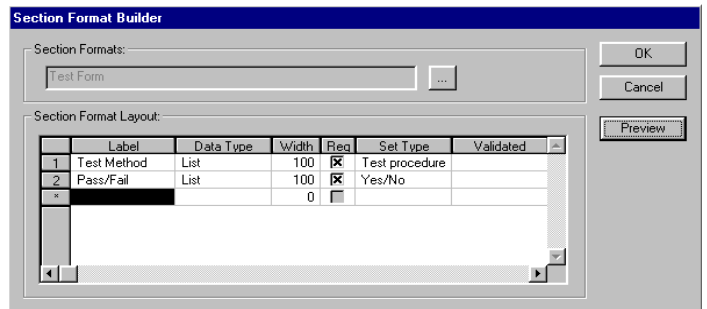 Section Format Builder
Section Formats:
Test Form
...
OK
Cancel
Preview
Section Format Layout:
Label Data Type Width Req Set Type Validated
1 Test Method List 100 Test procedure
2 Pass/Fail List 100 Yes/No
* 0